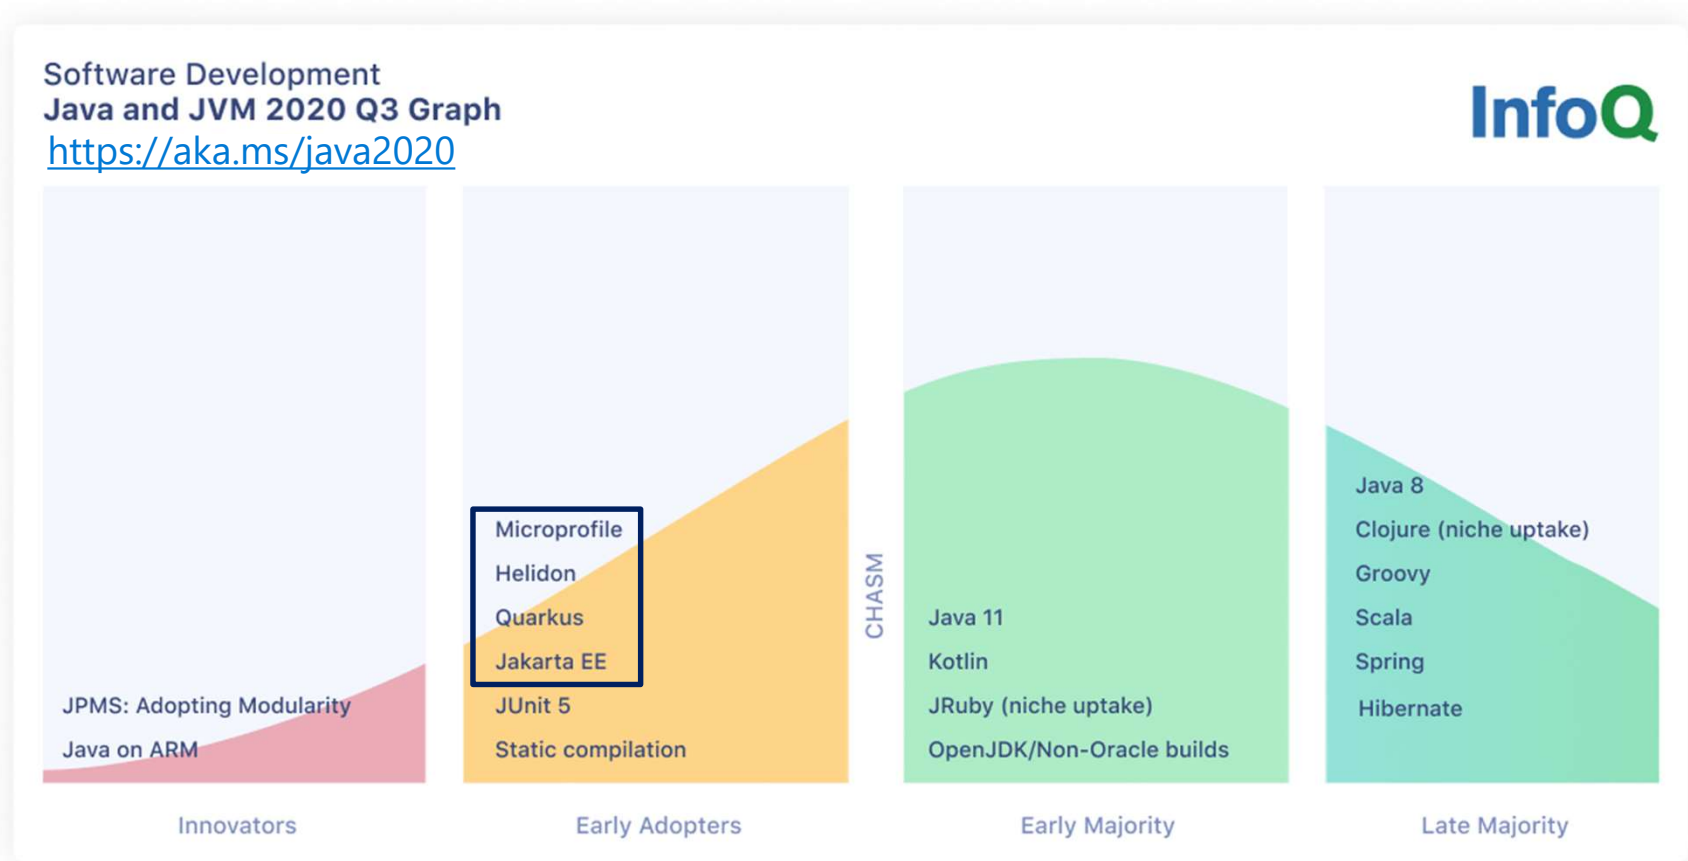 Software Development
Java and JVM 2020 Q3 Graph
https://aka.ms/java2020
InfoQ
JPMS: Adopting Modularity
Java on ARM
Innovators
Microprofile
Helidon
Quarkus
Jakarta EE
JUnit 5
Static compilation
Early Adopters
CHASM
Java 11
Kotlin
JRuby (niche uptake)
OpenJDK/Non-Oracle builds
Early Majority
Java 8
Clojure (niche uptake)
Groovy
Scala
Spring
Hibernate
Late Majority